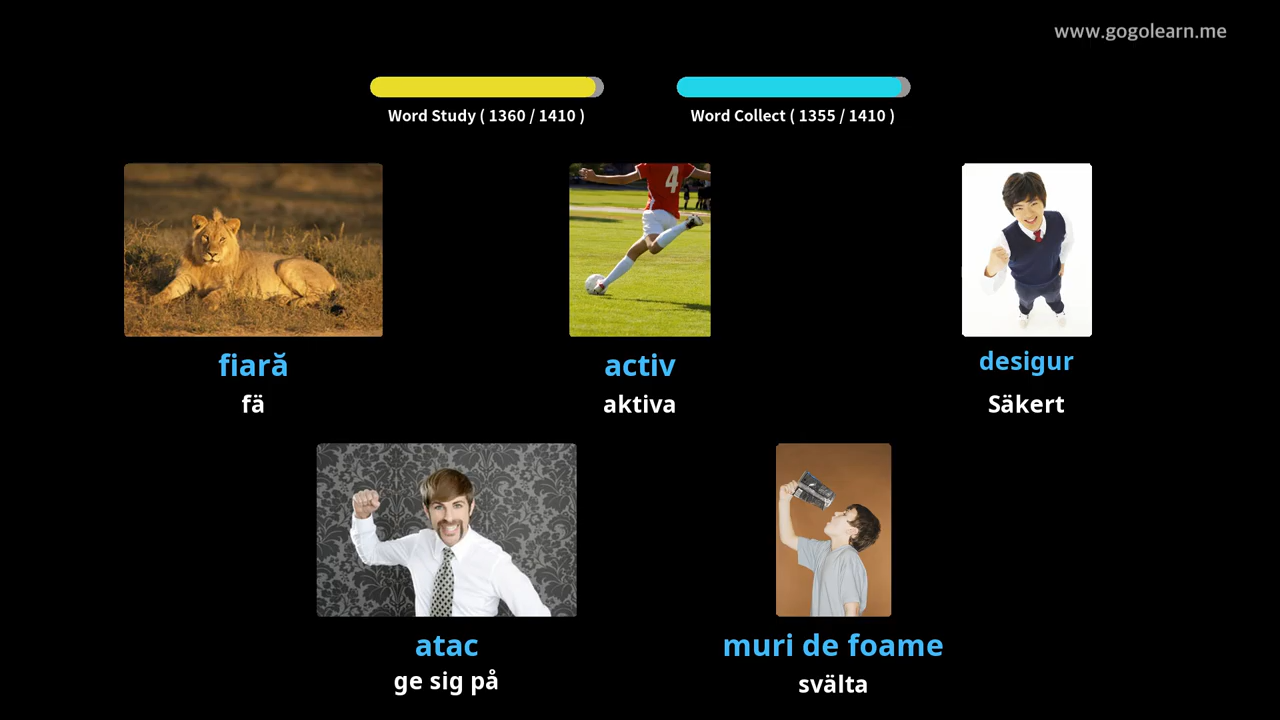 www.gogolearn.me
Word Study ( 1360 / 1410 )
Word Collect ( 1355 / 1410 )
4
fiară
activ
desigur
fä
aktiva
Säkert
atac
muri de foame
ge sig på
svälta